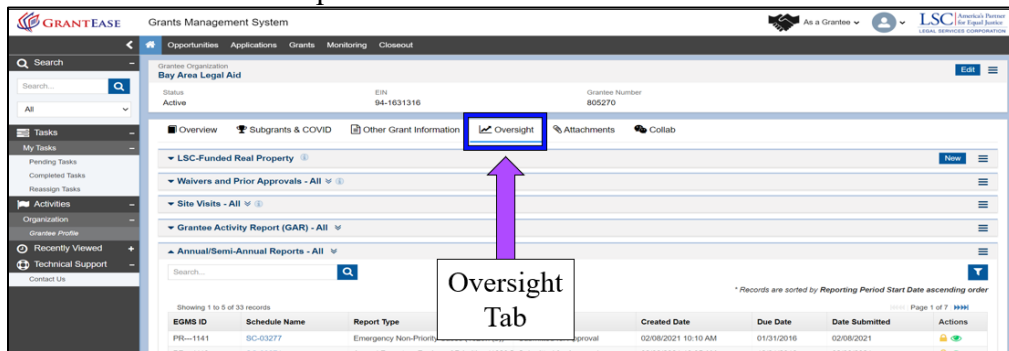 GRANTEASE Grants Management System As a Grantee LSC America's Partner for Equal Justice
LEGAL SERVICES CORPORATION
Opportunities Applications Grants Monitoring Closeout
Search
Search...
All
Tasks
My Tasks
Pending Tasks
Completed Tasks
Reassign Tasks
Activities
Organization
Grantee Profile
Recently Viewed
Technical Support
Contact Us
Grantee Organization
Bay Area Legal Aid Edit
Status EIN Grantee Number
Active 94-1631316 805270
Overview Subgrants & COVID Other Grant Information Oversight Attachments Collab
LSC-Funded Real Property New
Waivers and Prior Approvals - All
Site Visits - All
Grantee Activity Report (GAR) - All
Annual/Semi-Annual Reports - All
Search...
Oversight
Tab
* Records are sorted by Reporting Period Start Date ascending order
Showing 1 to 5 of 33 records Page 1 of 7
EGMS ID Schedule Name Report Type Created Date Due Date Date Submitted Actions
PR---1141 SC-03277 Emergency Non-Priority 02/08/2021 10:10 AM 01/31/2016 02/08/2021